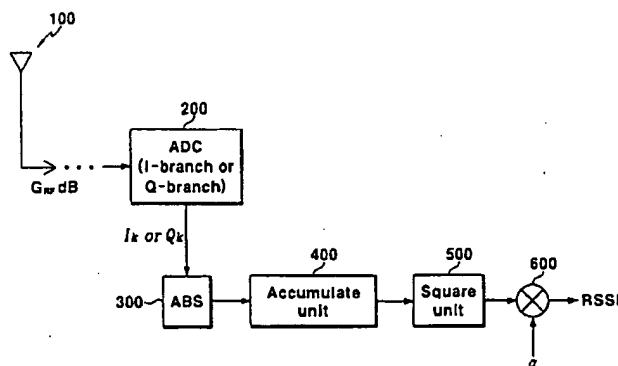 100
200
ADC
(I-branch or
Q-branch)
G_RF dB
I_k or Q_k
300
ABS
400
Accumulate
unit
500
Square
unit
600
RSSI